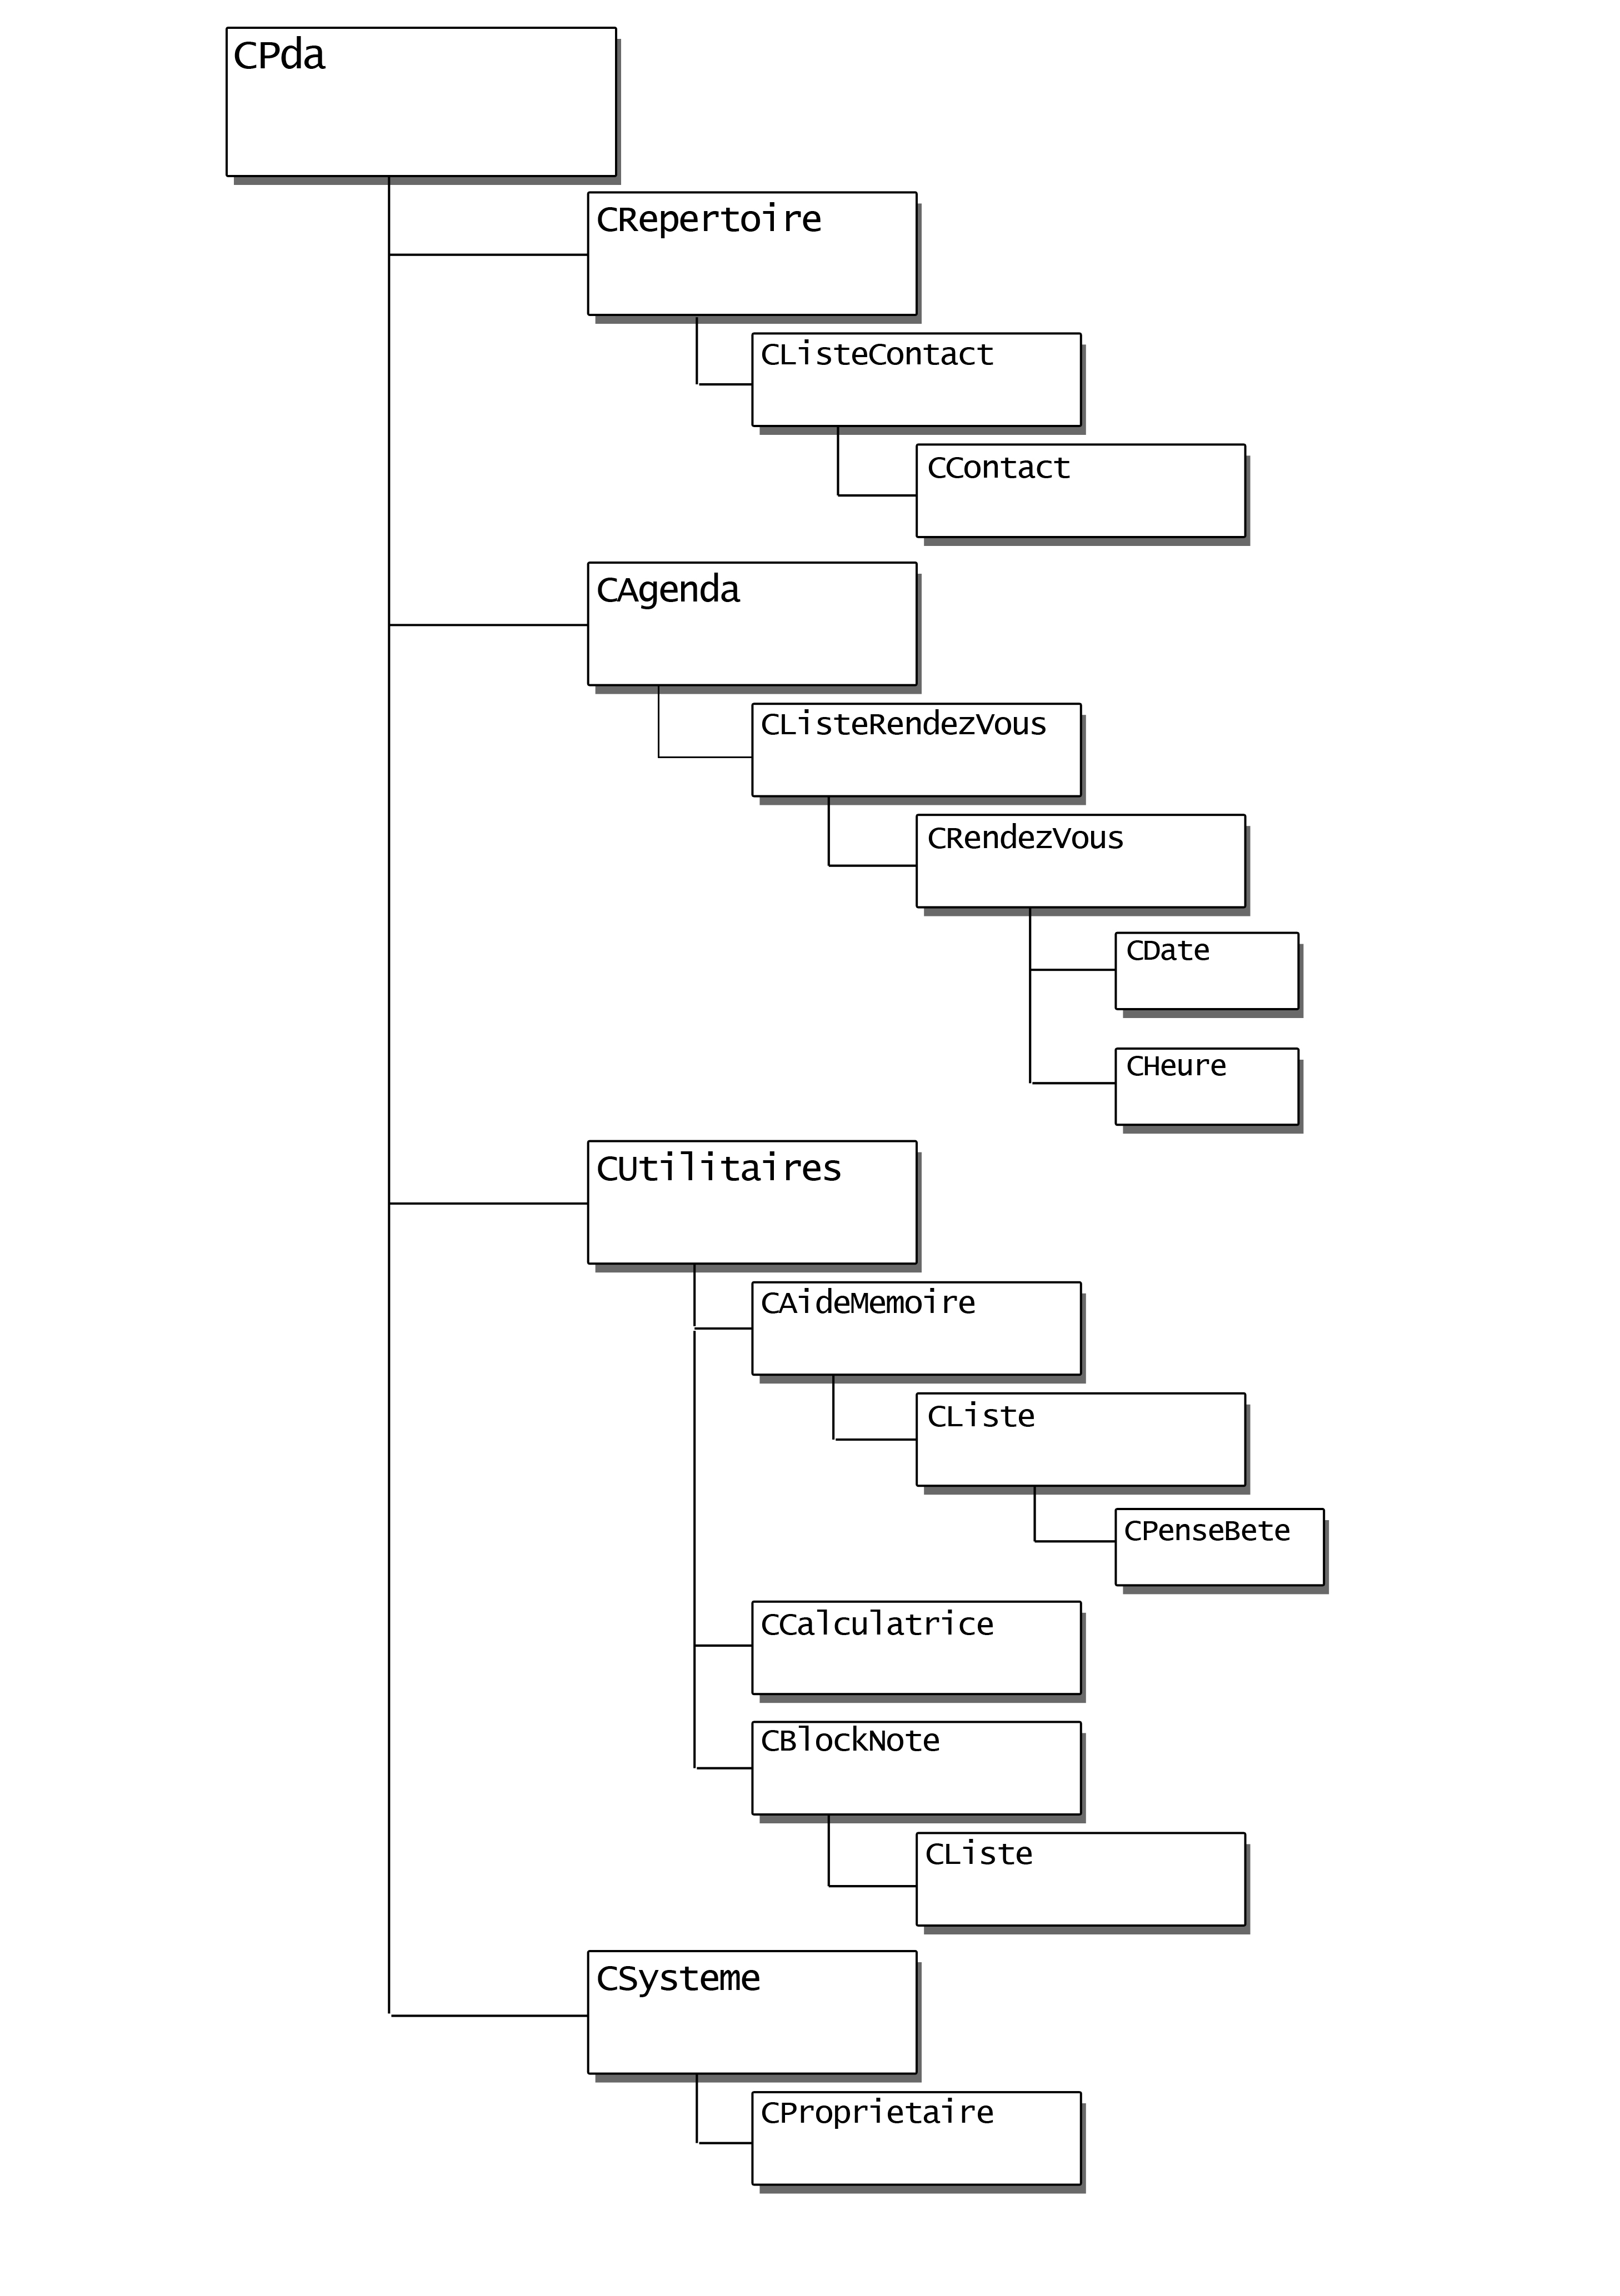 CPda
CRepertoire
CListeContact
CContact
CAgenda
CListeRendezVous
CRendezVous
CDate
CHeure
CUtilitaires
CAideMemoire
CListe
CPenseBete
CCalculatrice
CBlockNote
CListe
CSysteme
CProprietaire